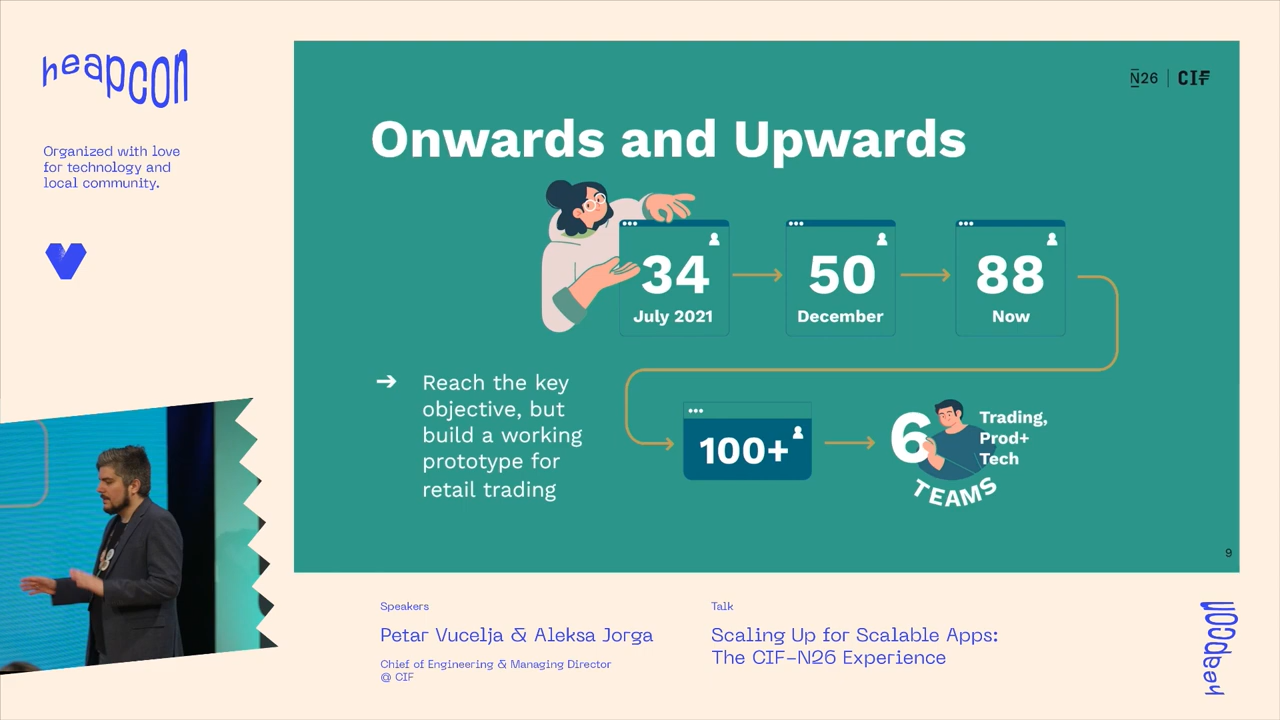 heapcon
Organized with love
for technology and
local community.
N26 | CIF
Onwards and Upwards
34
July 2021
50
December
88
Now
➔ Reach the key
objective, but
build a working
prototype for
retail trading
100+
6
Trading,
Prod+
Tech
TEAMS
9
Speakers
Petar Vucelja & Aleksa Jorga
Chief of Engineering & Managing Director
@ CIF
Talk
Scaling Up for Scalable Apps:
The CIF-N26 Experience
heapcon